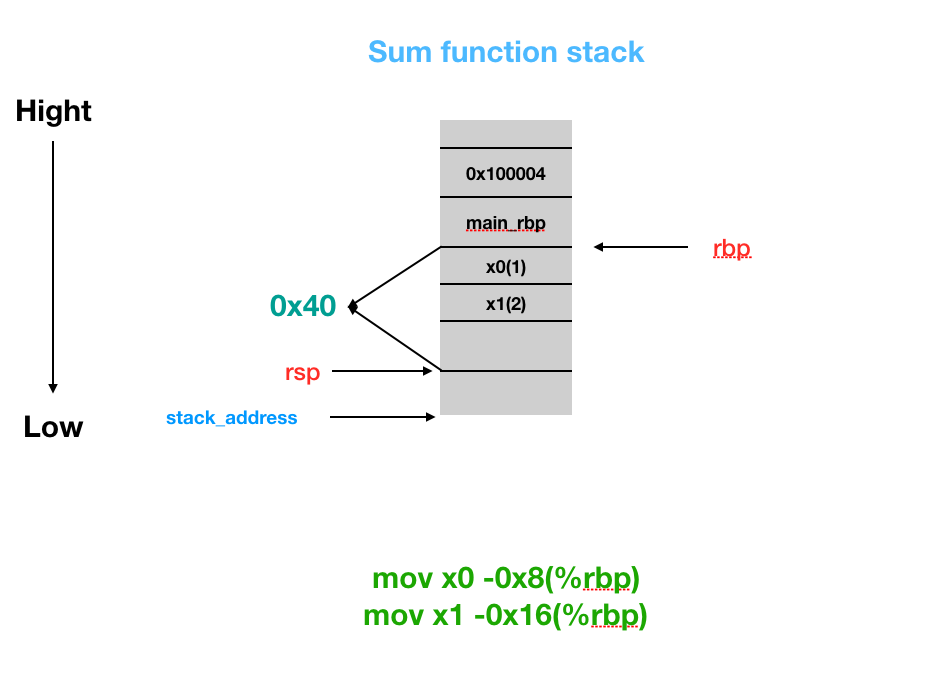 Sum function stack
Hight
0x100004
main_rbp
rbp
x0(1)
0x40
x1(2)
rsp
stack_address
Low
mov x0 -0x8(%rbp)
mov x1 -0x16(%rbp)